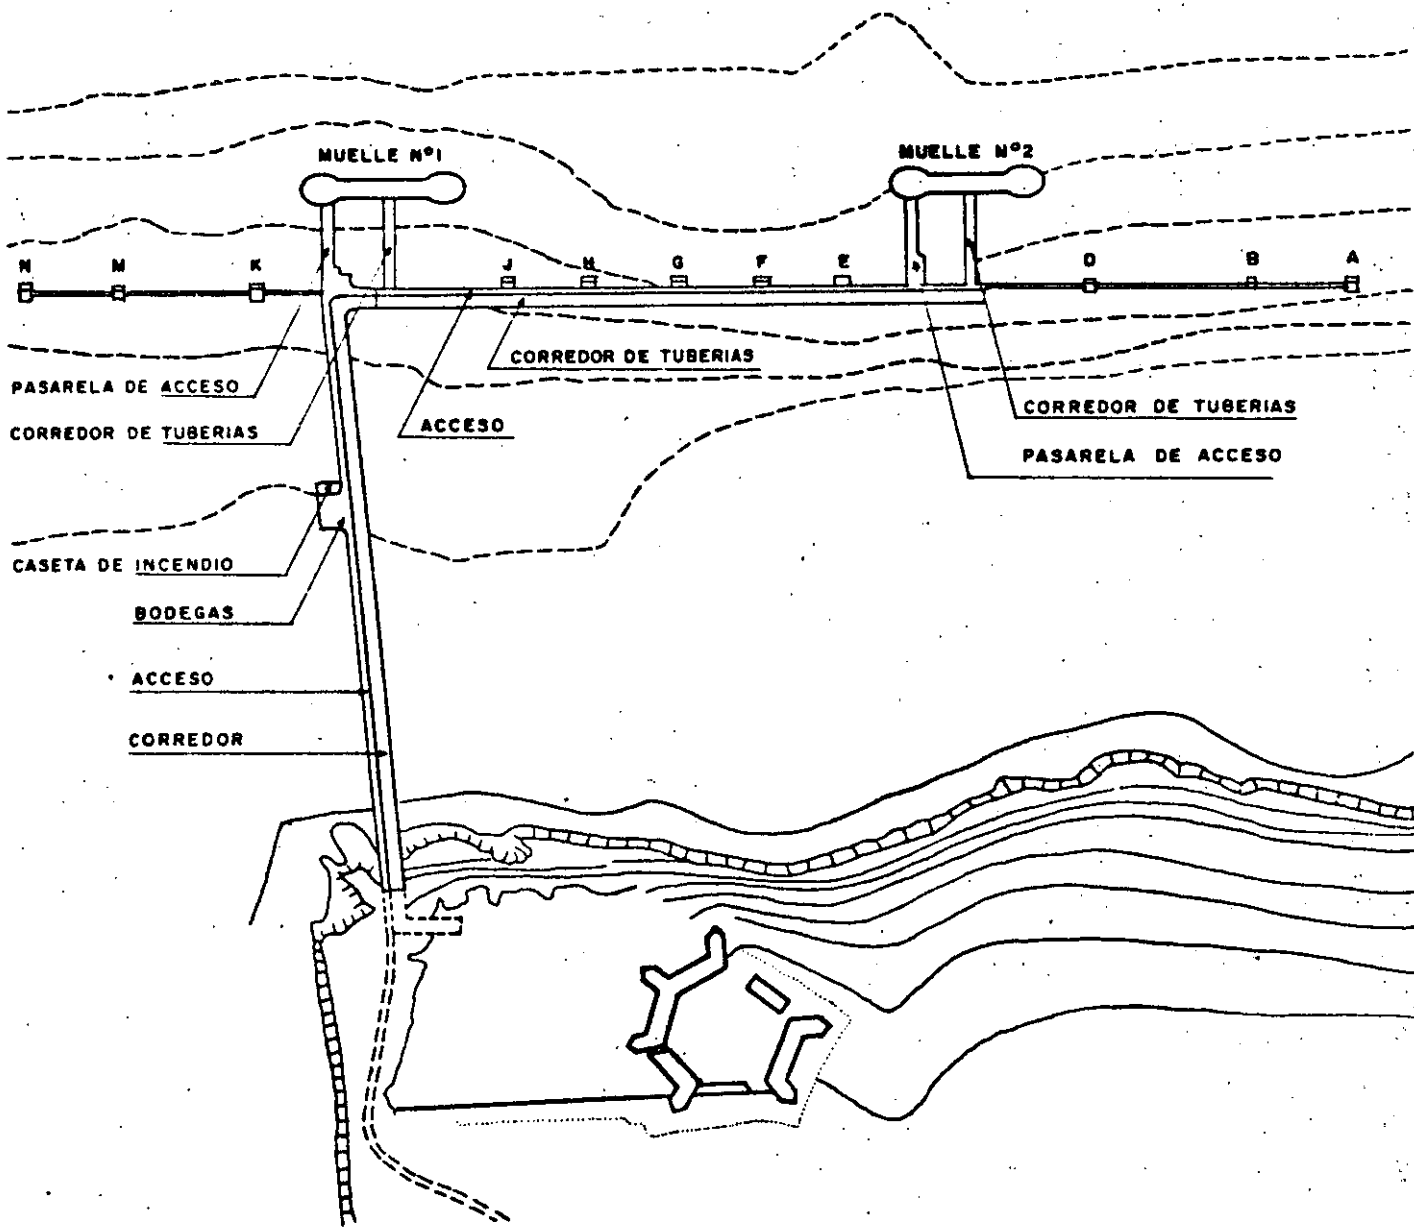 MUELLE Nº1
MUELLE Nº2
N
M
K
J
H
G
F
E
D
B
A
CORREDOR DE TUBERIAS
PASARELA DE ACCESO
CORREDOR DE TUBERIAS
CORREDOR DE TUBERIAS
ACCESO
PASARELA DE ACCESO
CASETA DE INCENDIO
BODEGAS
ACCESO
CORREDOR